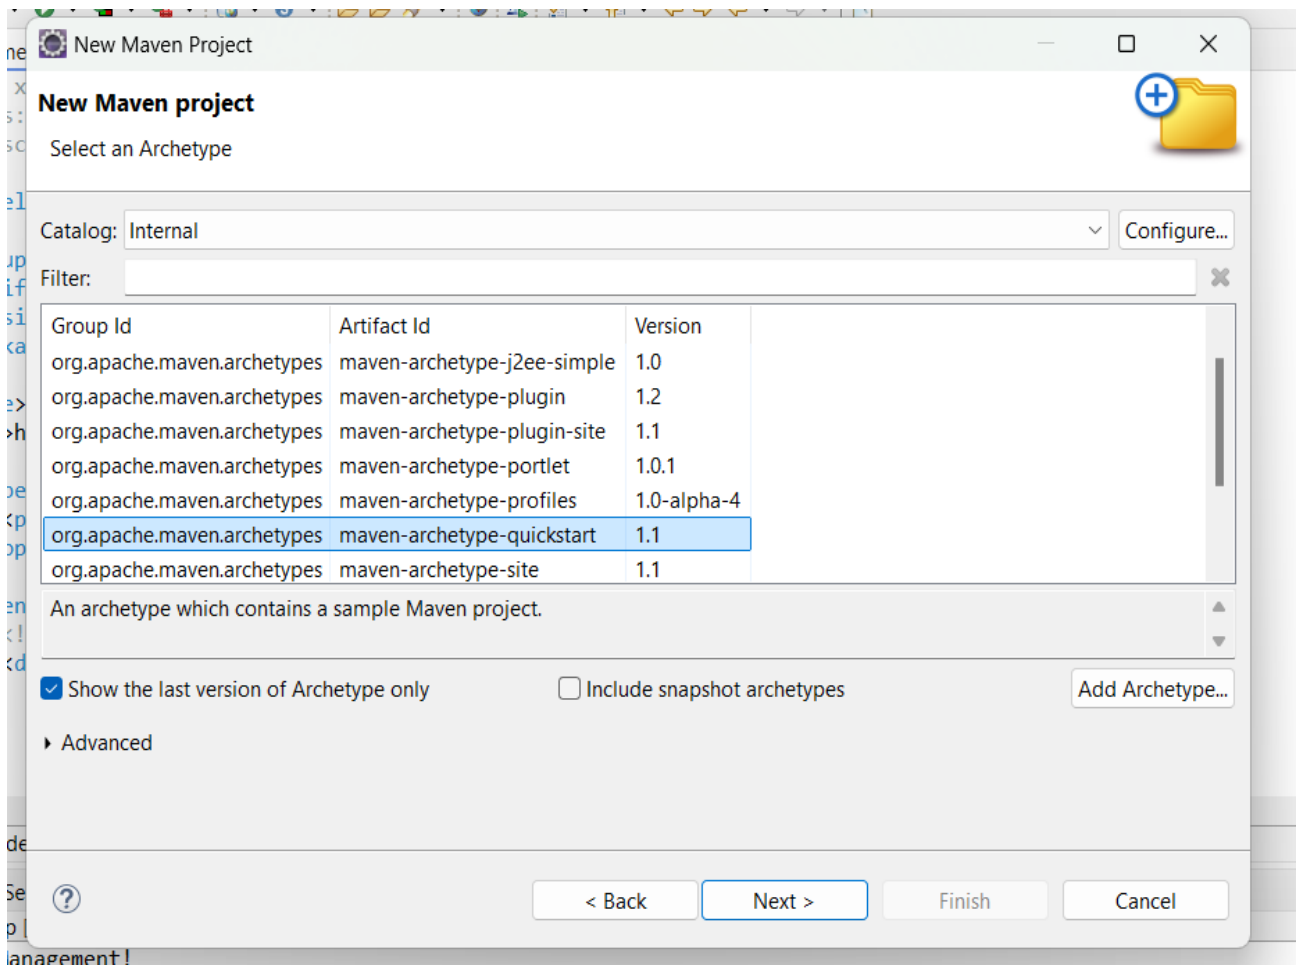 New Maven Project
New Maven project
Select an Archetype
Catalog: Internal Configure...
Filter:
Group Id Artifact Id Version
org.apache.maven.archetypes maven-archetype-j2ee-simple 1.0
org.apache.maven.archetypes maven-archetype-plugin 1.2
org.apache.maven.archetypes maven-archetype-plugin-site 1.1
org.apache.maven.archetypes maven-archetype-portlet 1.0.1
org.apache.maven.archetypes maven-archetype-profiles 1.0-alpha-4
org.apache.maven.archetypes maven-archetype-quickstart 1.1
org.apache.maven.archetypes maven-archetype-site 1.1
An archetype which contains a sample Maven project.
Show the last version of Archetype only Include snapshot archetypes Add Archetype...
Advanced
? < Back Next > Finish Cancel